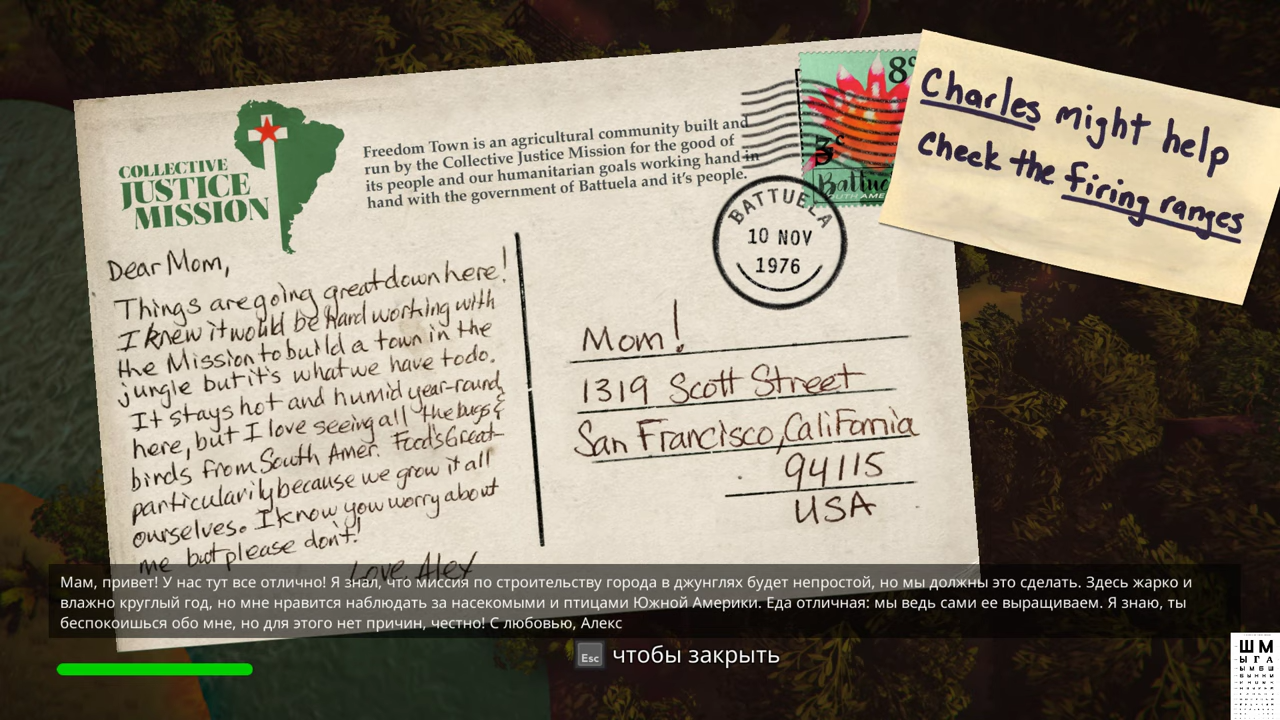 COLLECTIVE
JUSTICE
MISSION
Freedom Town is an agricultural community built and
run by the Collective Justice Mission for the good of
its people and our humanitarian goals working hand in
hand with the government of Battuela and it's people.
8c
3c
BATTUELA
10 NOV
1976
Charles might help
check the firing ranges
Dear Mom,
Things are going great down here!
I knew it would be hard working with
the Mission to build a town in the
jungle but it's what we have to do.
It stays hot and humid year-round
here, but I love seeing all the bugs &
birds from South Amer. Food's Great-
particularily because we grow it all
ourselves. I know you worry about
me but please don't!
Love Alex
Mom!
1319 Scott Street
San Francisco, California
94115
USA
Мам, привет! У нас тут все отлично! Я знал, что миссия по строительству города в джунглях будет непростой, но мы должны это сделать. Здесь жарко и
влажно круглый год, но мне нравится наблюдать за насекомыми и птицами Южной Америки. Еда отличная: мы ведь сами ее выращиваем. Я знаю, ты
беспокоишься обо мне, но для этого нет причин, честно! С любовью, Алекс
Esc чтобы закрыть
Ш М
Ы Г А